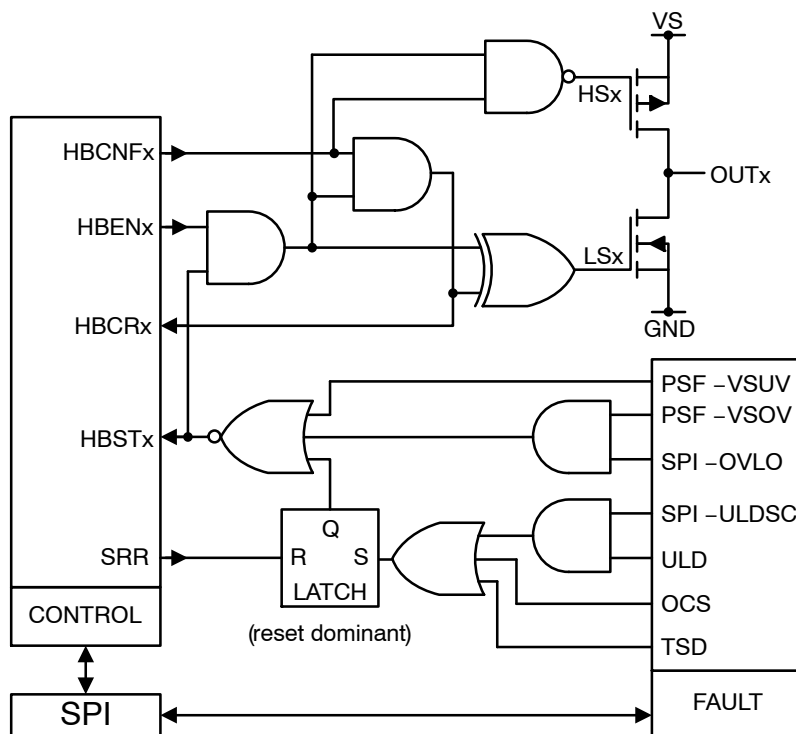 VS
HSx
HBCNFx
OUTx
HBENx
LSx
HBCRx
GND
PSF –VSUV
PSF –VSOV
HBSTx
SPI –OVLO
SPI –ULDSC
Q
SRR
R S
ULD
LATCH
OCS
CONTROL
(reset dominant)
TSD
SPI
FAULT